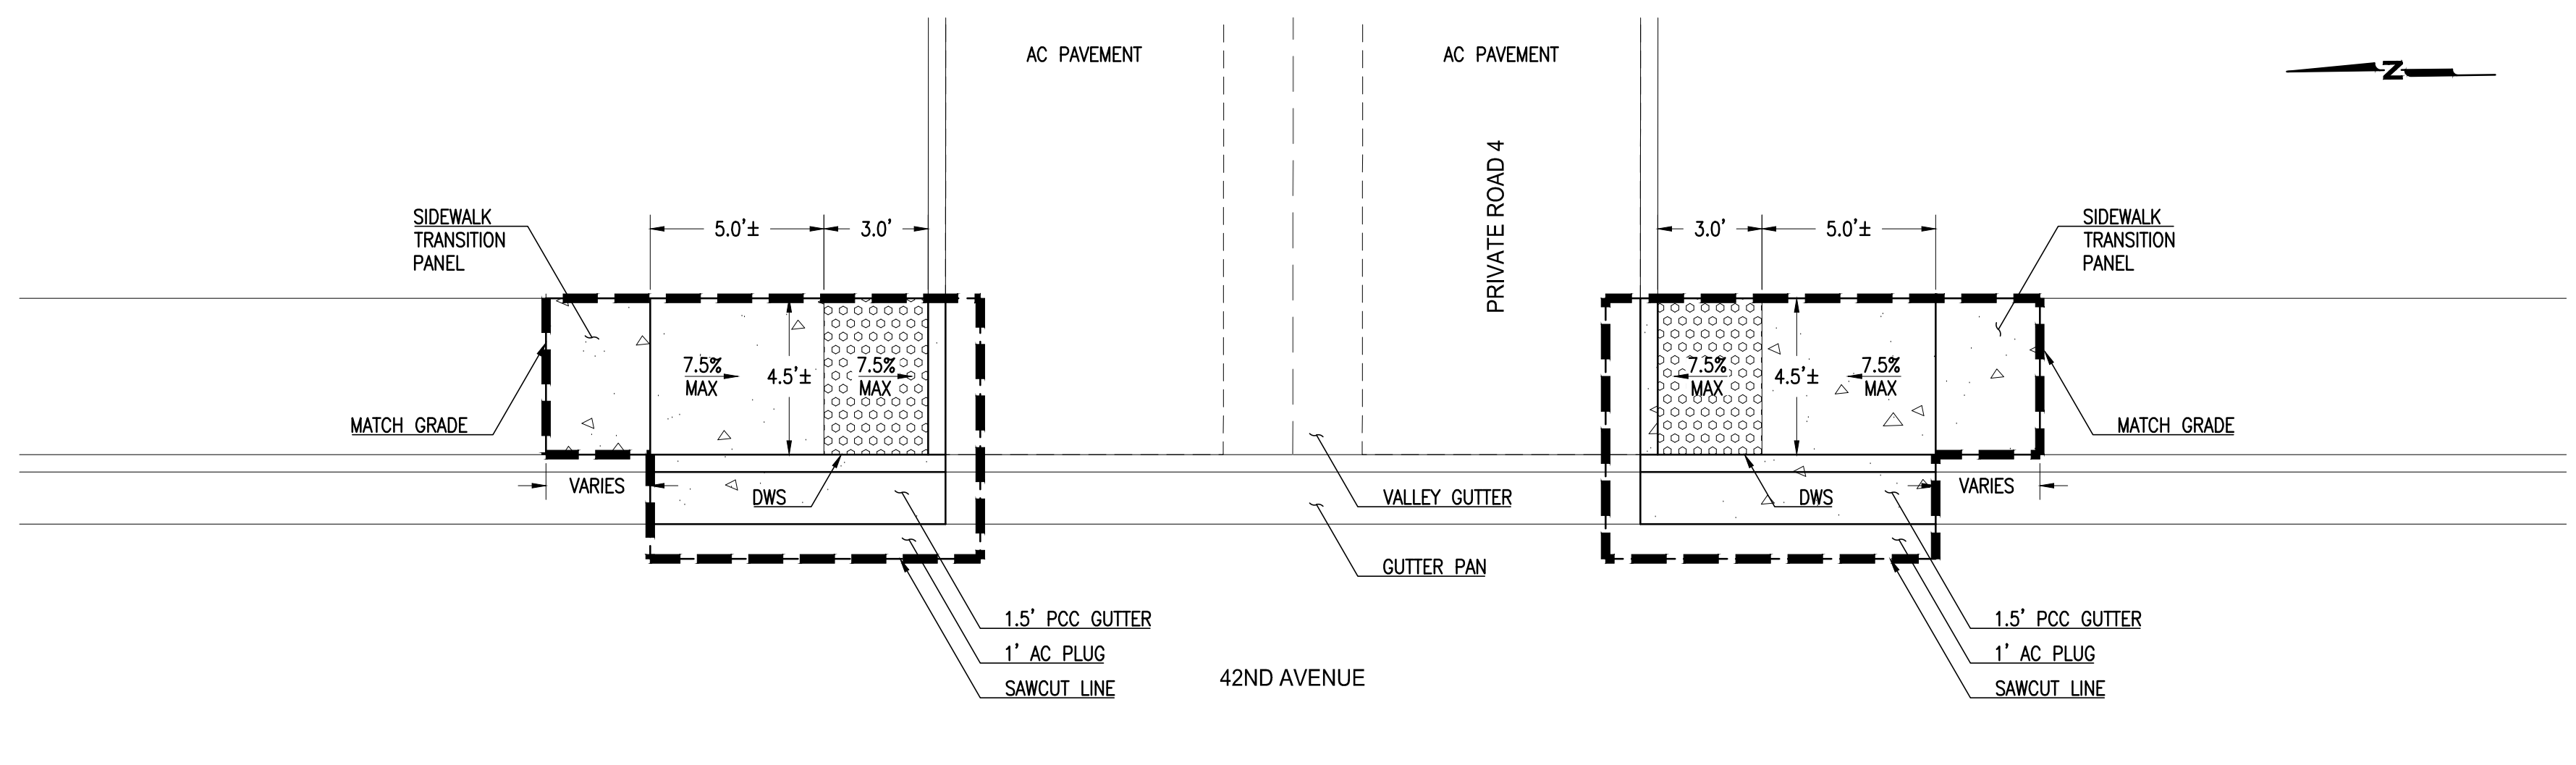 AC PAVEMENT
AC PAVEMENT
N
PRIVATE ROAD 4
SIDEWALK
TRANSITION
PANEL
5.0'±
3.0'
3.0'
5.0'±
SIDEWALK
TRANSITION
PANEL
7.5%
MAX
4.5'±
7.5%
MAX
7.5%
MAX
4.5'±
7.5%
MAX
MATCH GRADE
MATCH GRADE
VARIES
DWS
VALLEY GUTTER
DWS
VARIES
GUTTER PAN
1.5' PCC GUTTER
1' AC PLUG
SAWCUT LINE
42ND AVENUE
1.5' PCC GUTTER
1' AC PLUG
SAWCUT LINE